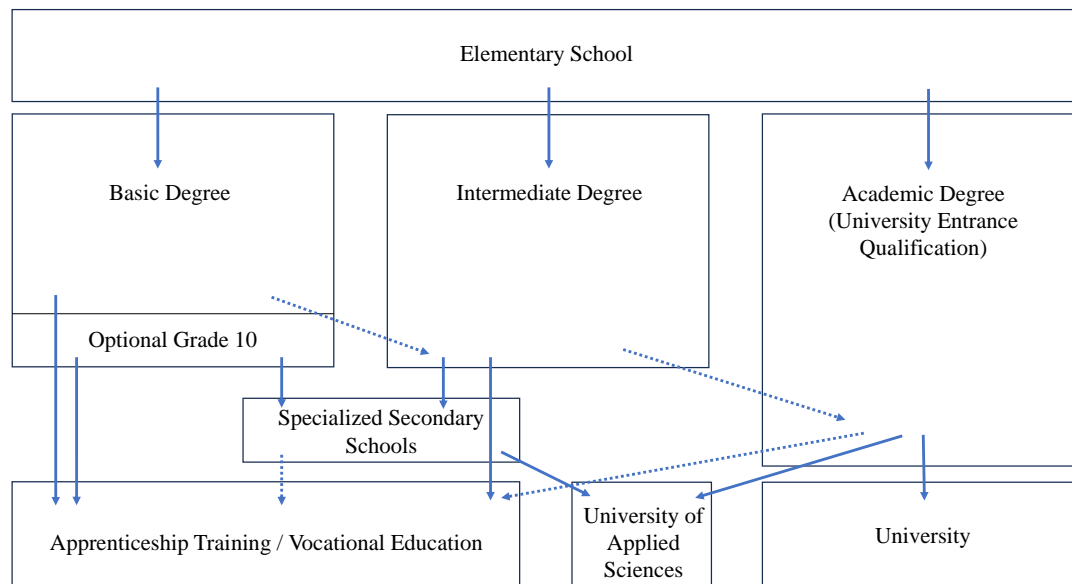 Elementary School
Basic Degree
Intermediate Degree
Academic Degree
(University Entrance
Qualification)
Optional Grade 10
Specialized Secondary
Schools
Apprenticeship Training / Vocational Education
University of
Applied
Sciences
University